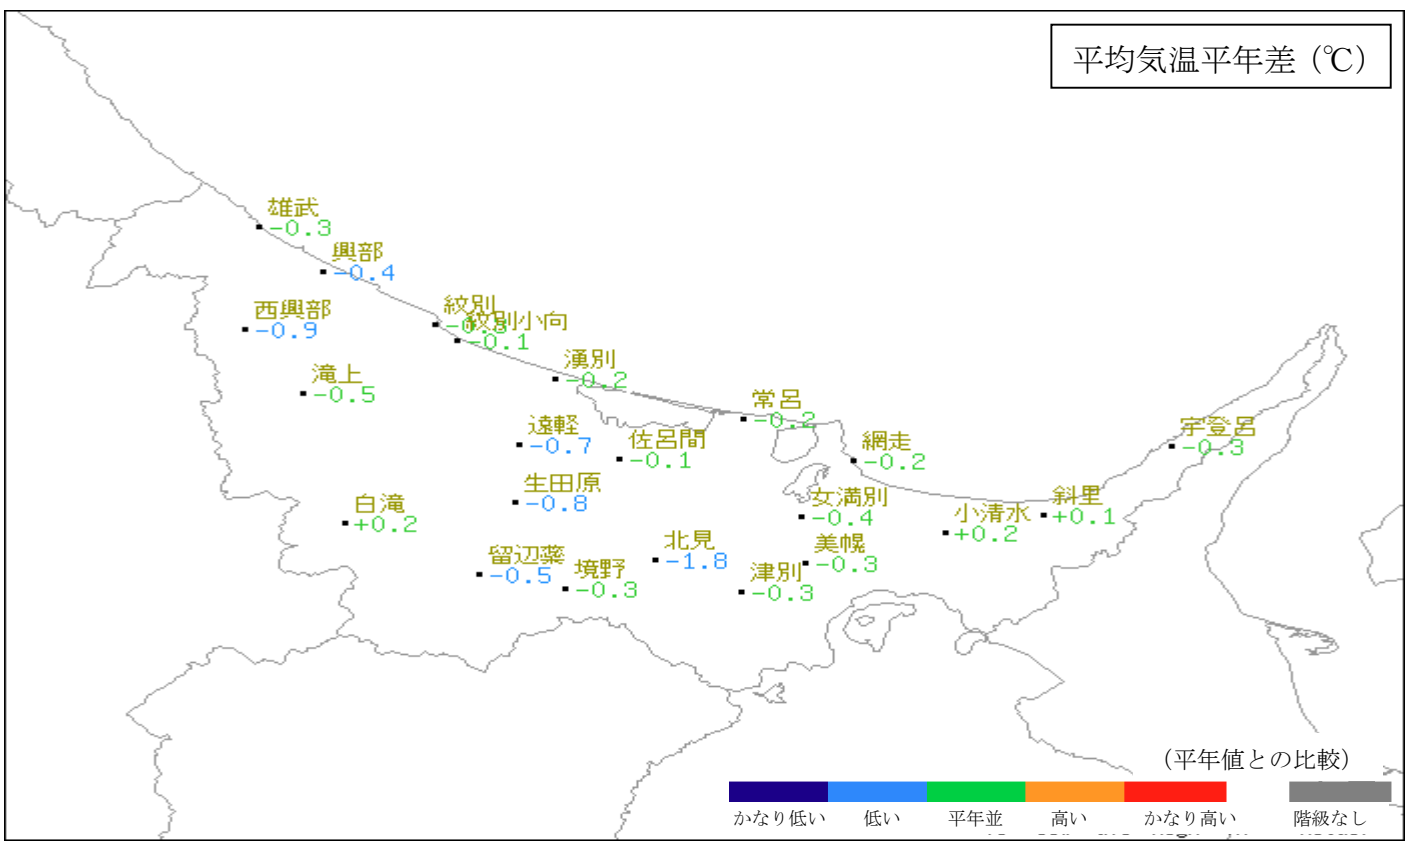 平均気温平年差（℃）
雄武
-0.3
興部
-0.4
西興部
-0.9
紋別
紋別小向
-0.1
湧別
-0.2
滝上
-0.5
常呂
-0.2
遠軽
-0.7
佐呂間
-0.1
網走
-0.2
宇登呂
-0.3
生田原
-0.8
女満別
-0.4
白滝
+0.2
小清水
+0.2
斜里
+0.1
北見
-1.8
美幌
-0.3
留辺蘂
-0.5
境野
-0.3
津別
-0.3
（平年値との比較）
かなり低い 低い 平年並 高い かなり高い 階級なし